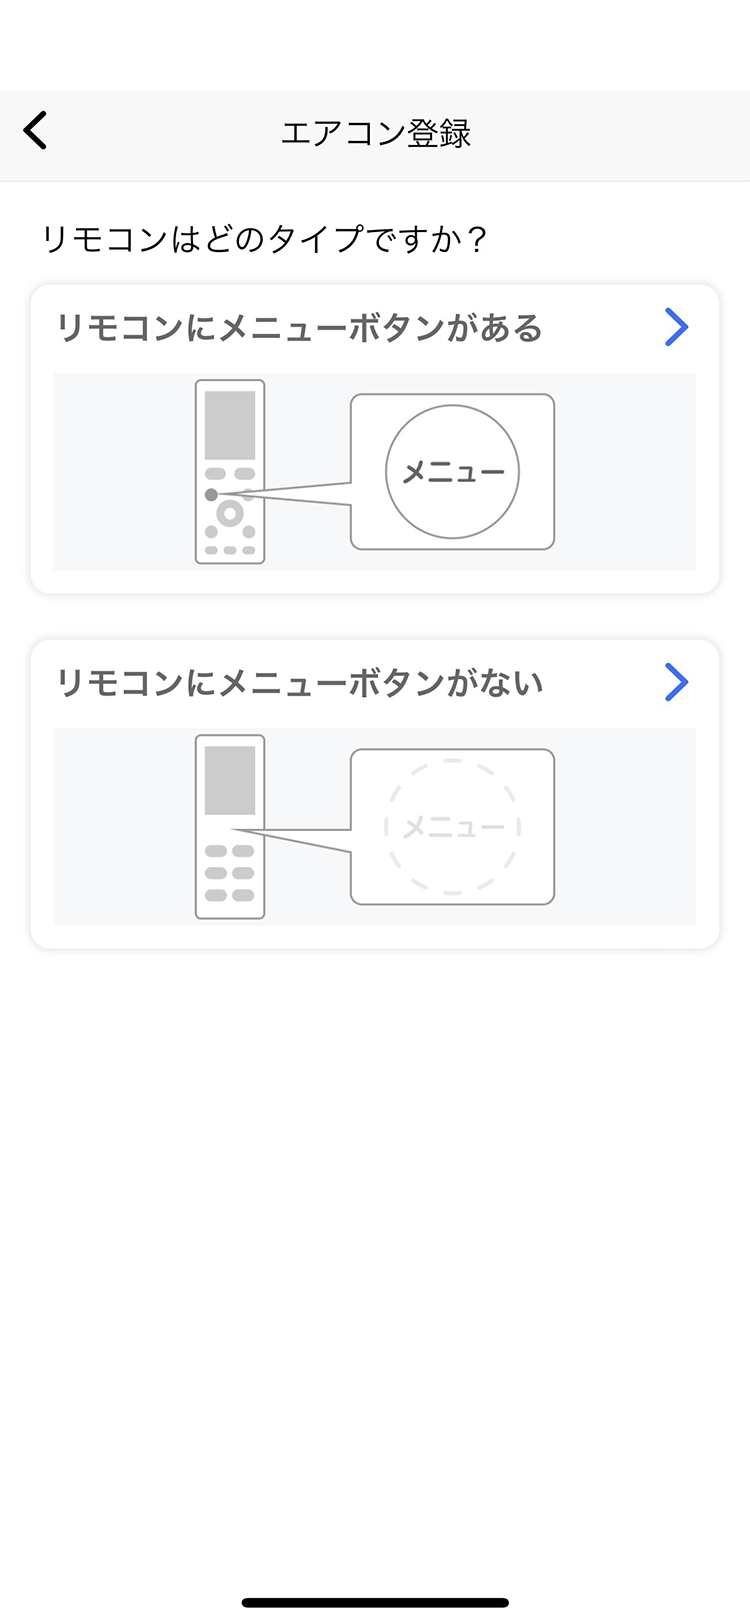 エアコン登録
リモコンはどのタイプですか？
リモコンにメニューボタンがある
メニュー
リモコンにメニューボタンがない
メニュー